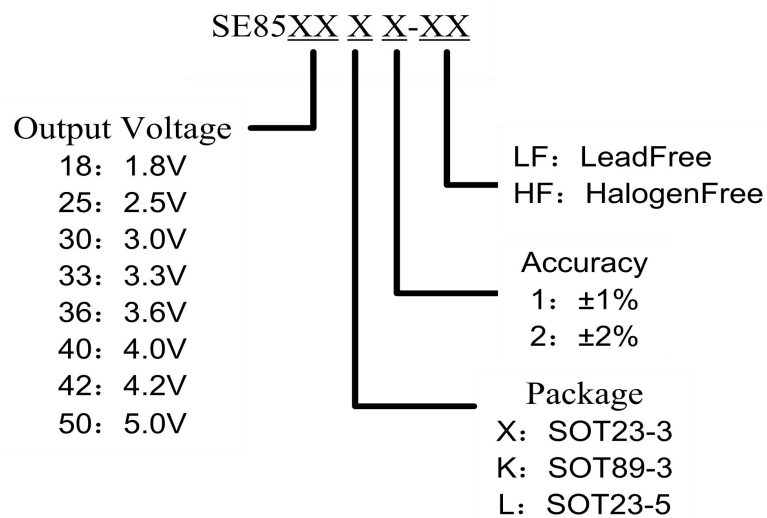 SE85XX X X-XX
Output Voltage
18： 1.8V
25： 2.5V
30： 3.0V
33： 3.3V
36： 3.6V
40： 4.0V
42： 4.2V
50： 5.0V
LF： LeadFree
HF： HalogenFree
Accuracy
1： ±1%
2： ±2%
Package
X： SOT23-3
K： SOT89-3
L： SOT23-5